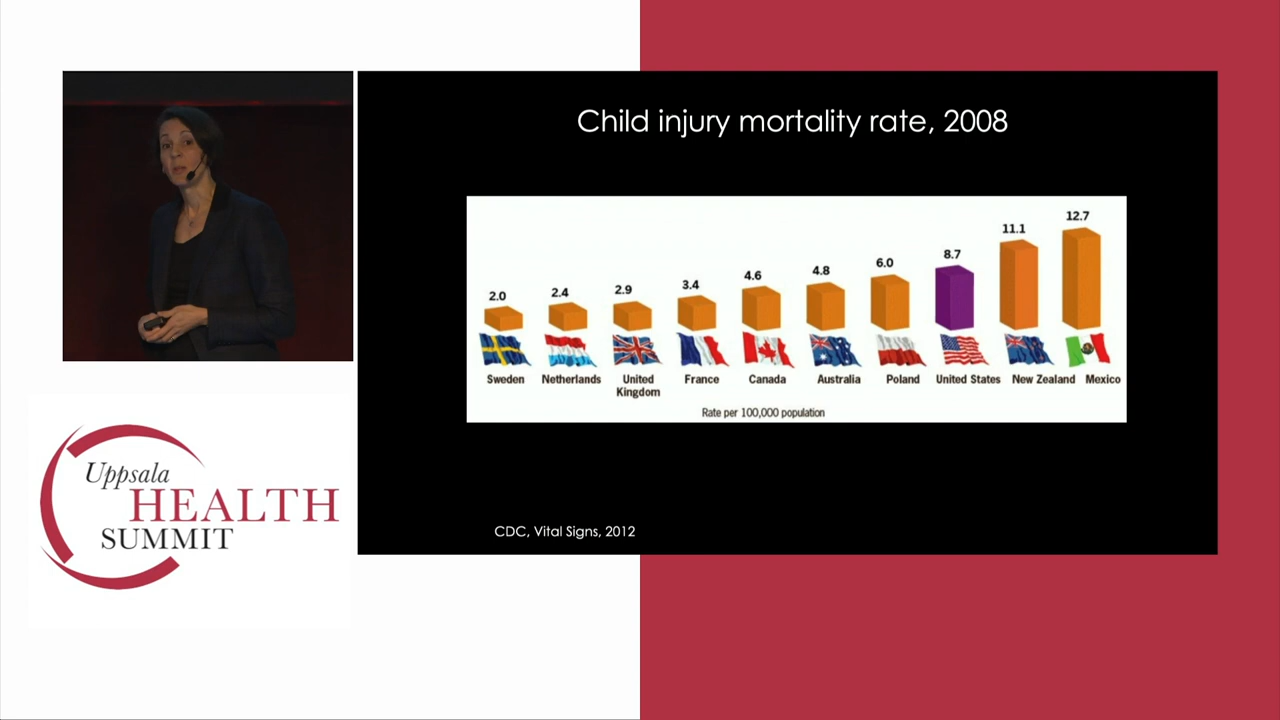 Child injury mortality rate, 2008
2.0
2.4
2.9
3.4
4.6
4.8
6.0
8.7
11.1
12.7
Sweden
Netherlands
United
Kingdom
France
Canada
Australia
Poland
United States
New Zealand
Mexico
Rate per 100,000 population
CDC, Vital Signs, 2012
Uppsala
HEALTH
SUMMIT